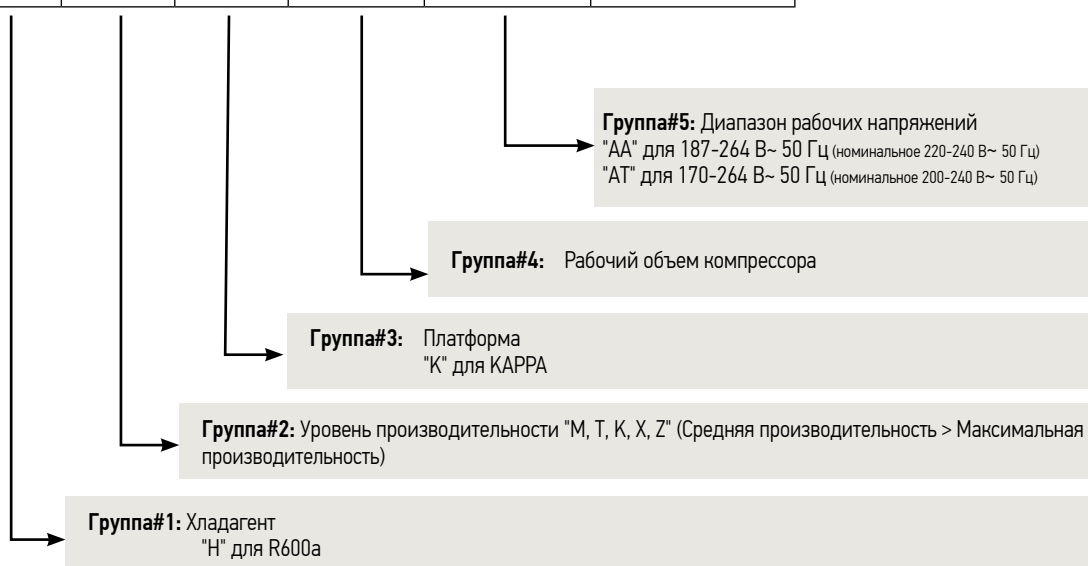 Группа#5: Диапазон рабочих напряжений
"AA" для 187-264 В~ 50 Гц (номинальное 220-240 В~ 50 Гц)
"AT" для 170-264 В~ 50 Гц (номинальное 200-240 В~ 50 Гц)
Группа#4: Рабочий объем компрессора
Группа#3: Платформа
"K" для KAPPA
Группа#2: Уровень производительности "M, T, K, X, Z" (Средняя производительность > Максимальная
производительность)
Группа#1: Хладагент
"H" для R600a